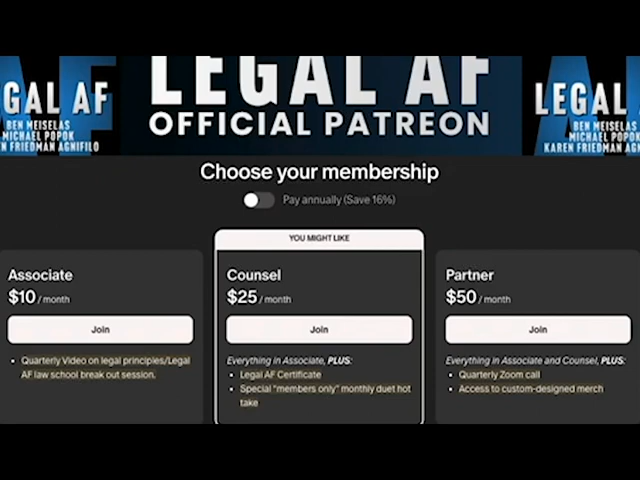 LEGAL AF
OFFICIAL PATREON
GAL AF
BEN MEISELAS
MICHAEL POPOK
N FRIEDMAN AGNIFILO
LEGAL
BEN MEISELAS
MICHAEL POPOK
KAREN FRIEDMAN AGN
Choose your membership
Pay annually (Save 16%)
Associate
$10 / month
Join
• Quarterly Video on legal principles/Legal
AF law school break out session.
YOU MIGHT LIKE
Counsel
$25 / month
Join
Everything in Associate, PLUS:
• Legal AF Certificate
• Special "members only" monthly duet hot
take
Partner
$50 / month
Join
Everything in Associate and Counsel, PLUS:
• Quarterly Zoom call
• Access to custom-designed merch